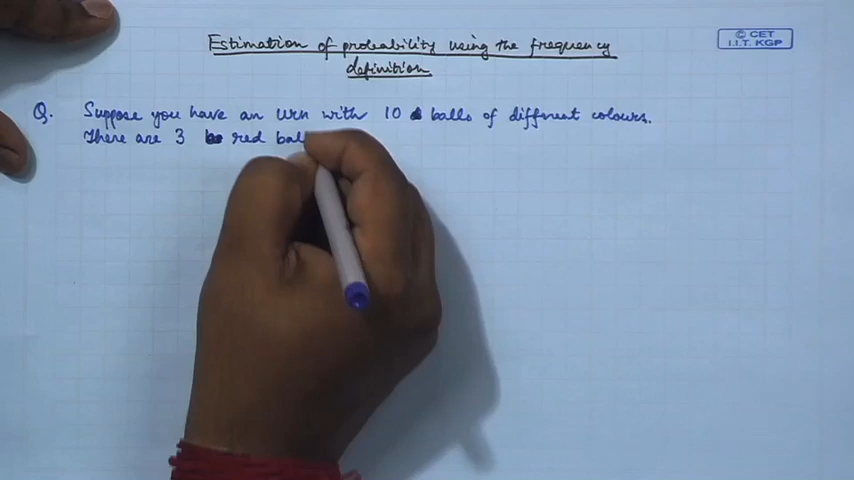 Estimation of probability using the frequency
definition
© CET
I.I.T. KGP
Q. Suppose you have an urn with 10 balls of different colours.
There are 3 red ball